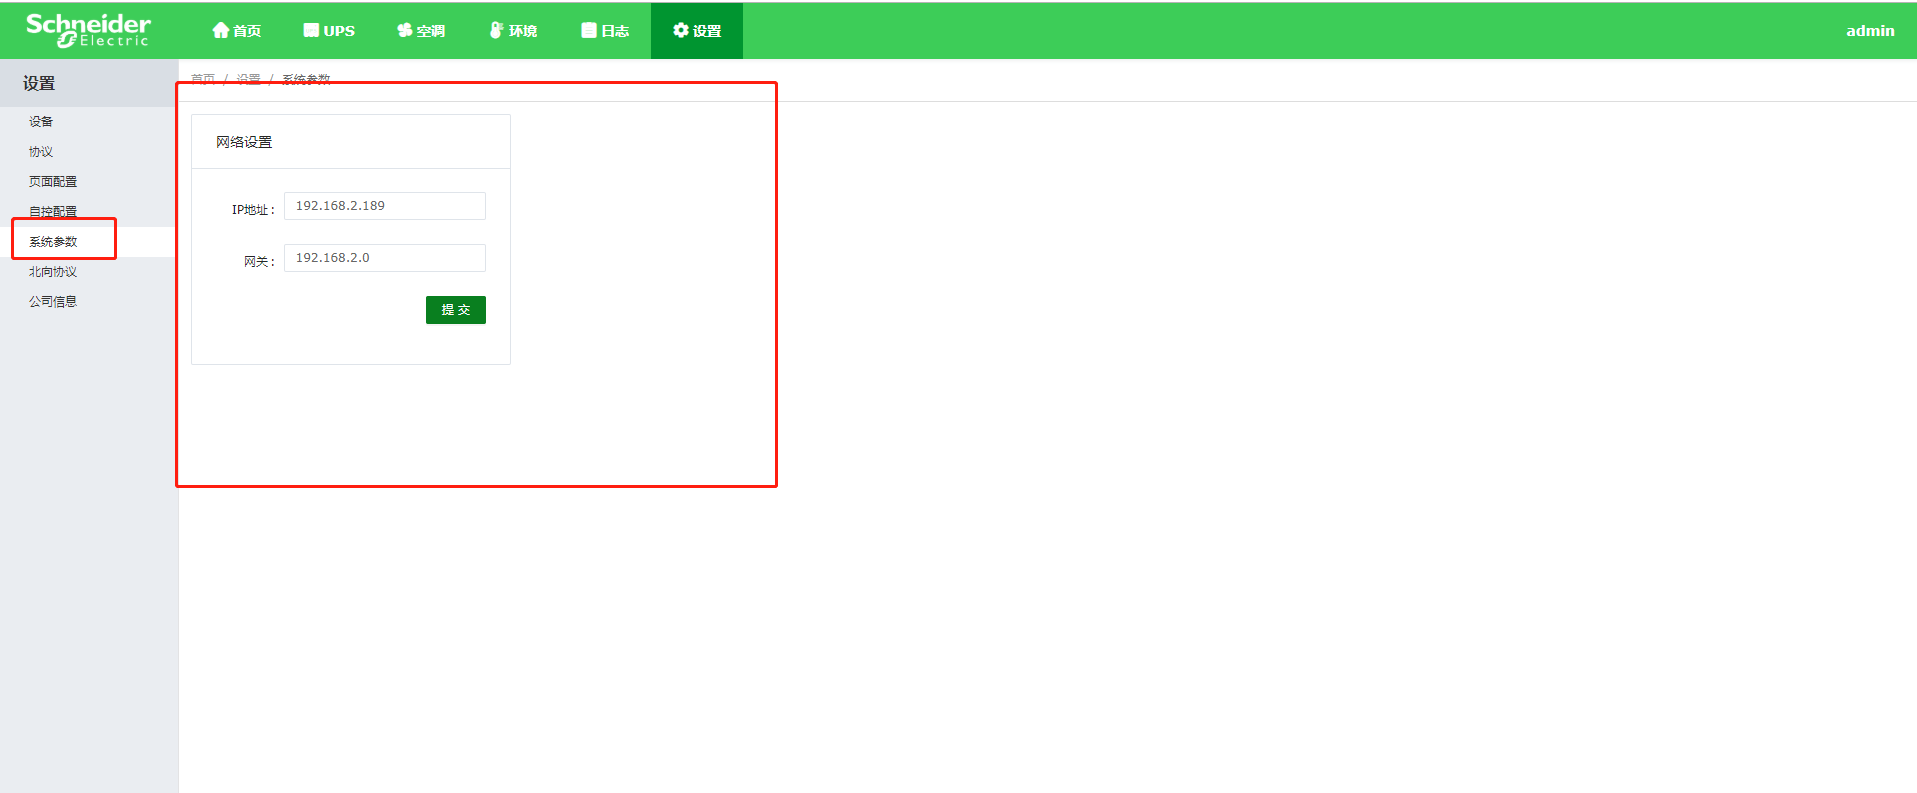 Schneider
Electric
首页 UPS 空调 环境 日志 设置 admin
设置
首页 / 设置 / 系统参数
设备
协议
页面配置
自控配置
系统参数
北向协议
公司信息
网络设置
IP地址： 192.168.2.189
网关： 192.168.2.0
提 交